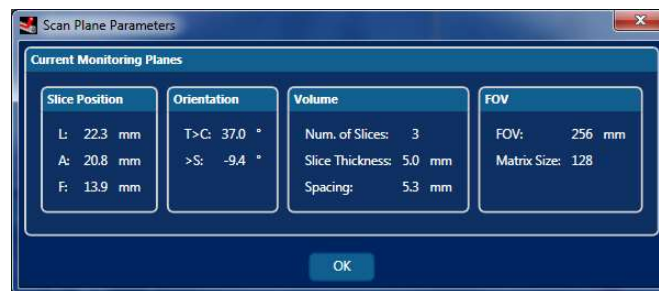 Scan Plane Parameters
Current Monitoring Planes
Slice Position
L: 22.3 mm
A: 20.8 mm
F: 13.9 mm
Orientation
T>C: 37.0 °
>S: -9.4 °
Volume
Num. of Slices: 3
Slice Thickness: 5.0 mm
Spacing: 5.3 mm
FOV
FOV: 256 mm
Matrix Size: 128
OK